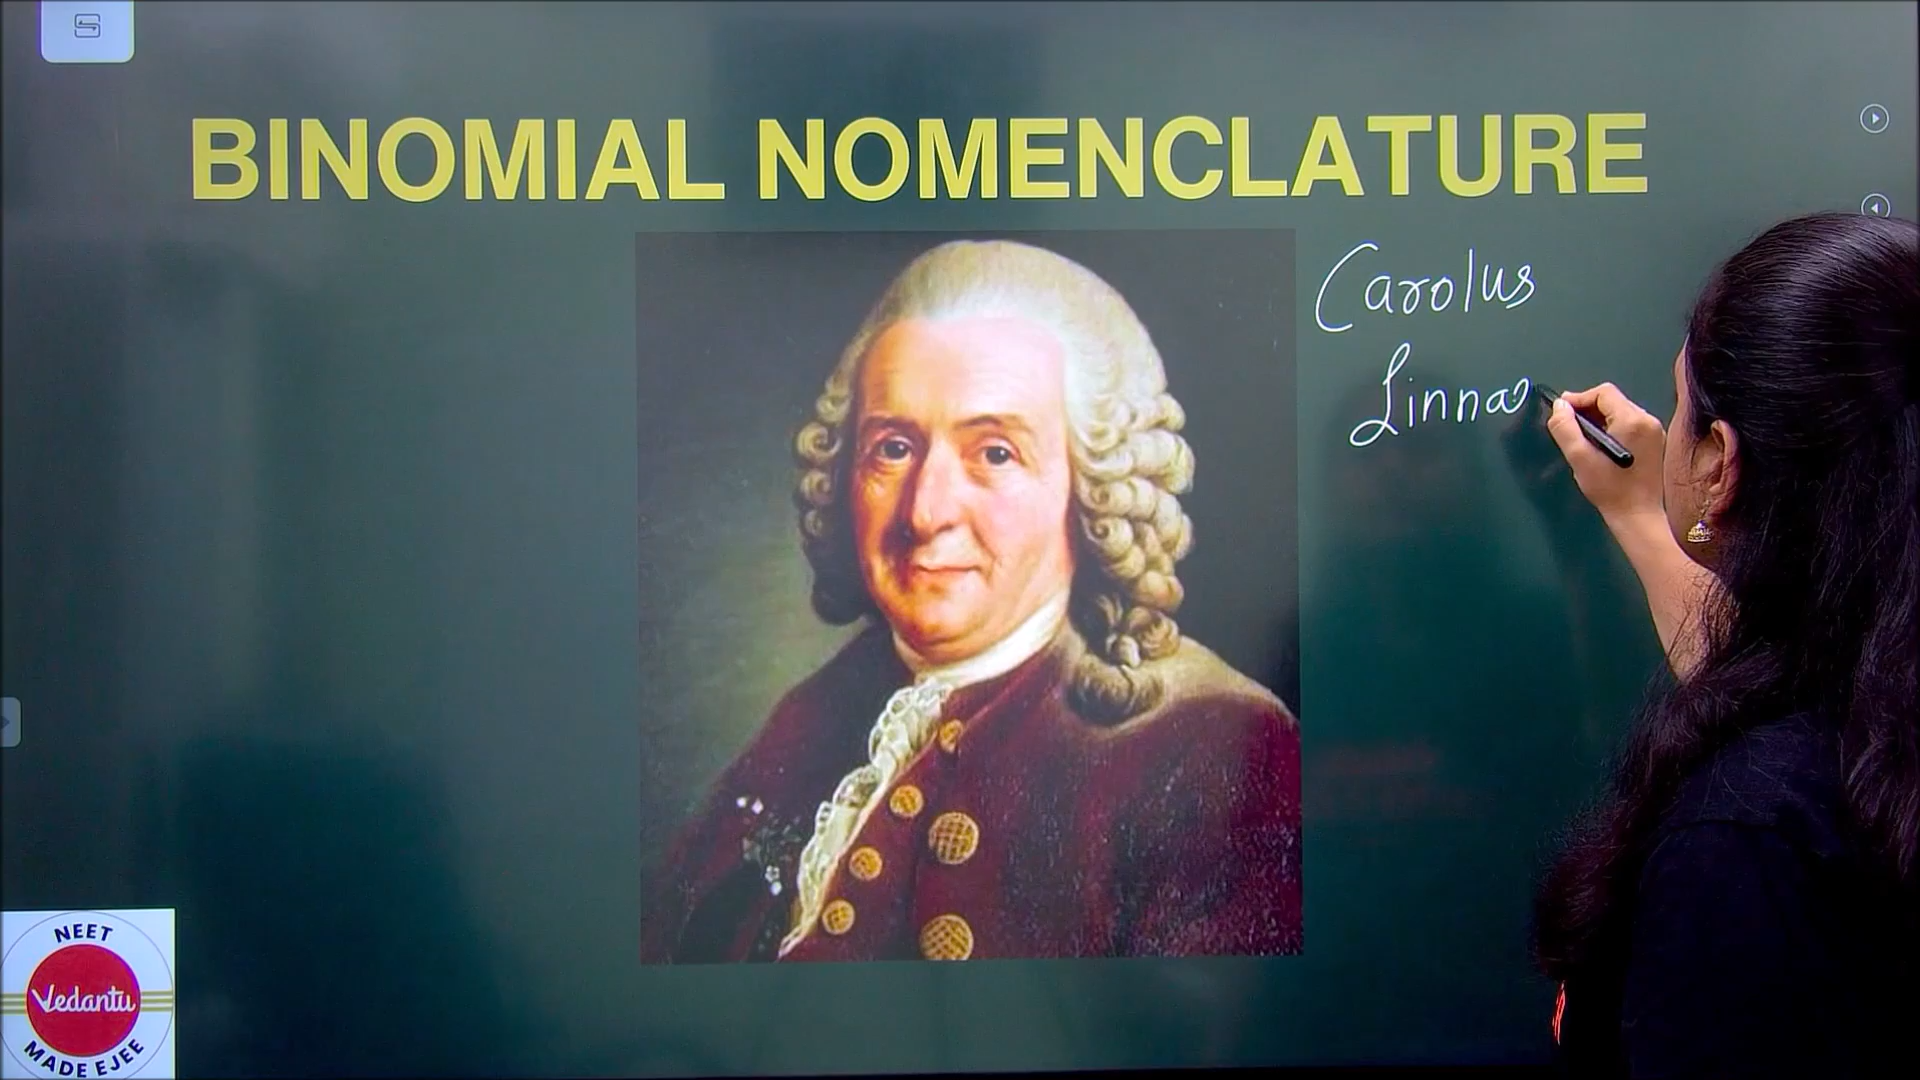 BINOMIAL NOMENCLATURE
Carolus
Linnae
NEET
Vedantu
MADE EJEE